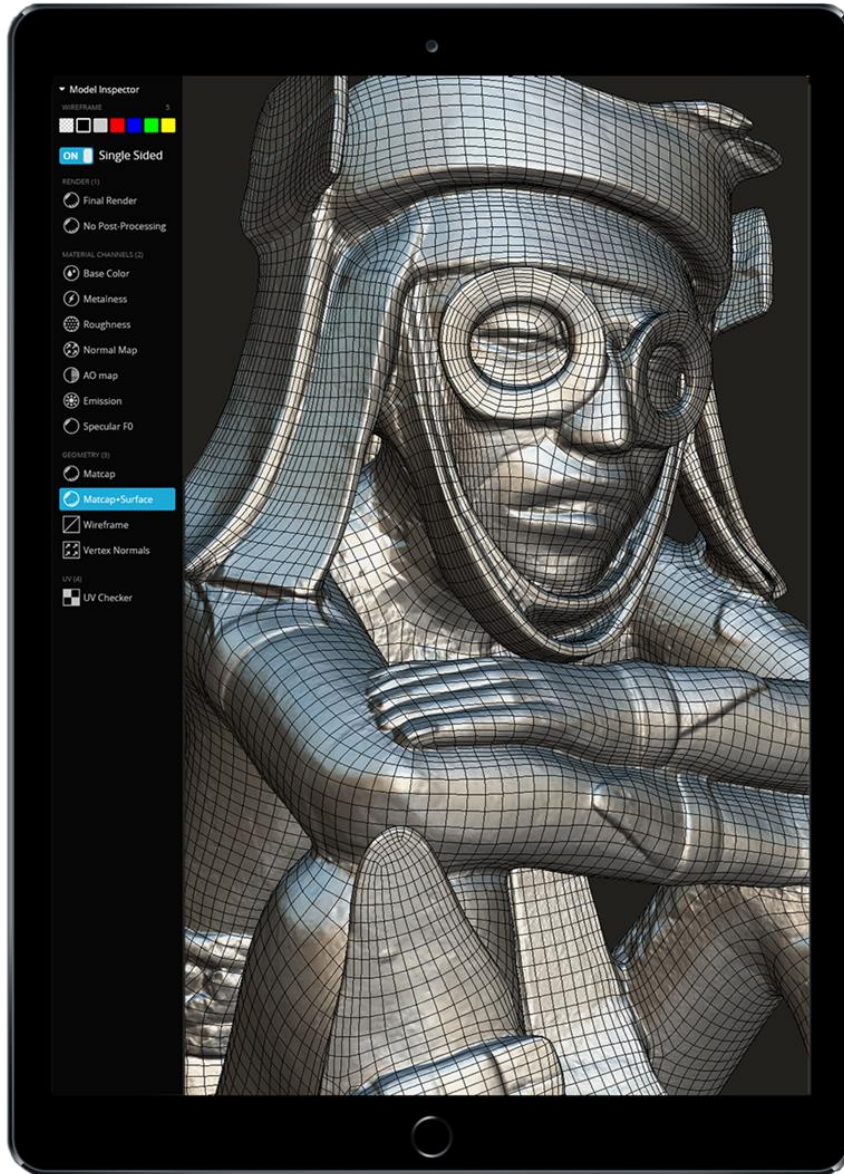 Model Inspector
WIREFRAME 5
ON Single Sided
RENDER (1)
Final Render
No Post-Processing
MATERIAL CHANNELS (2)
Base Color
Metalness
Roughness
Normal Map
AO map
Emission
Specular F0
GEOMETRY (3)
Matcap
Matcap+Surface
Wireframe
Vertex Normals
UV (4)
UV Checker